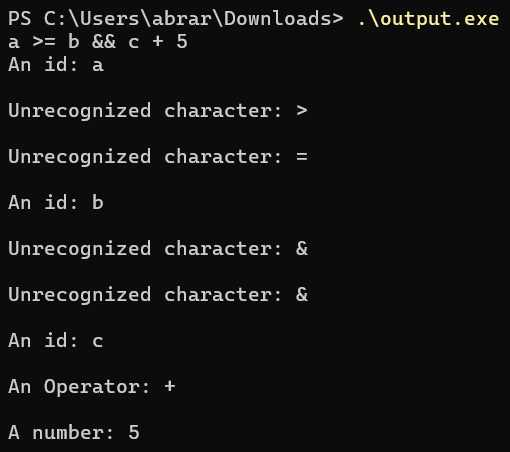 PS C:\Users\abrar\Downloads> .\output.exe
a >= b && c + 5
An id: a
Unrecognized character: >
Unrecognized character: =
An id: b
Unrecognized character: &
Unrecognized character: &
An id: c
An Operator: +
A number: 5